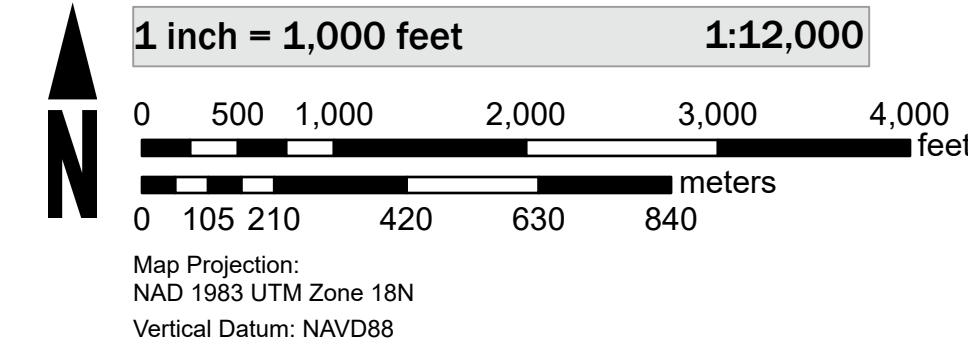 1 inch = 1,000 feet 1:12,000
0 500 1,000 2,000 3,000 4,000
feet
meters
0 105 210 420 630 840
N
Map Projection:
NAD 1983 UTM Zone 18N
Vertical Datum: NAVD88